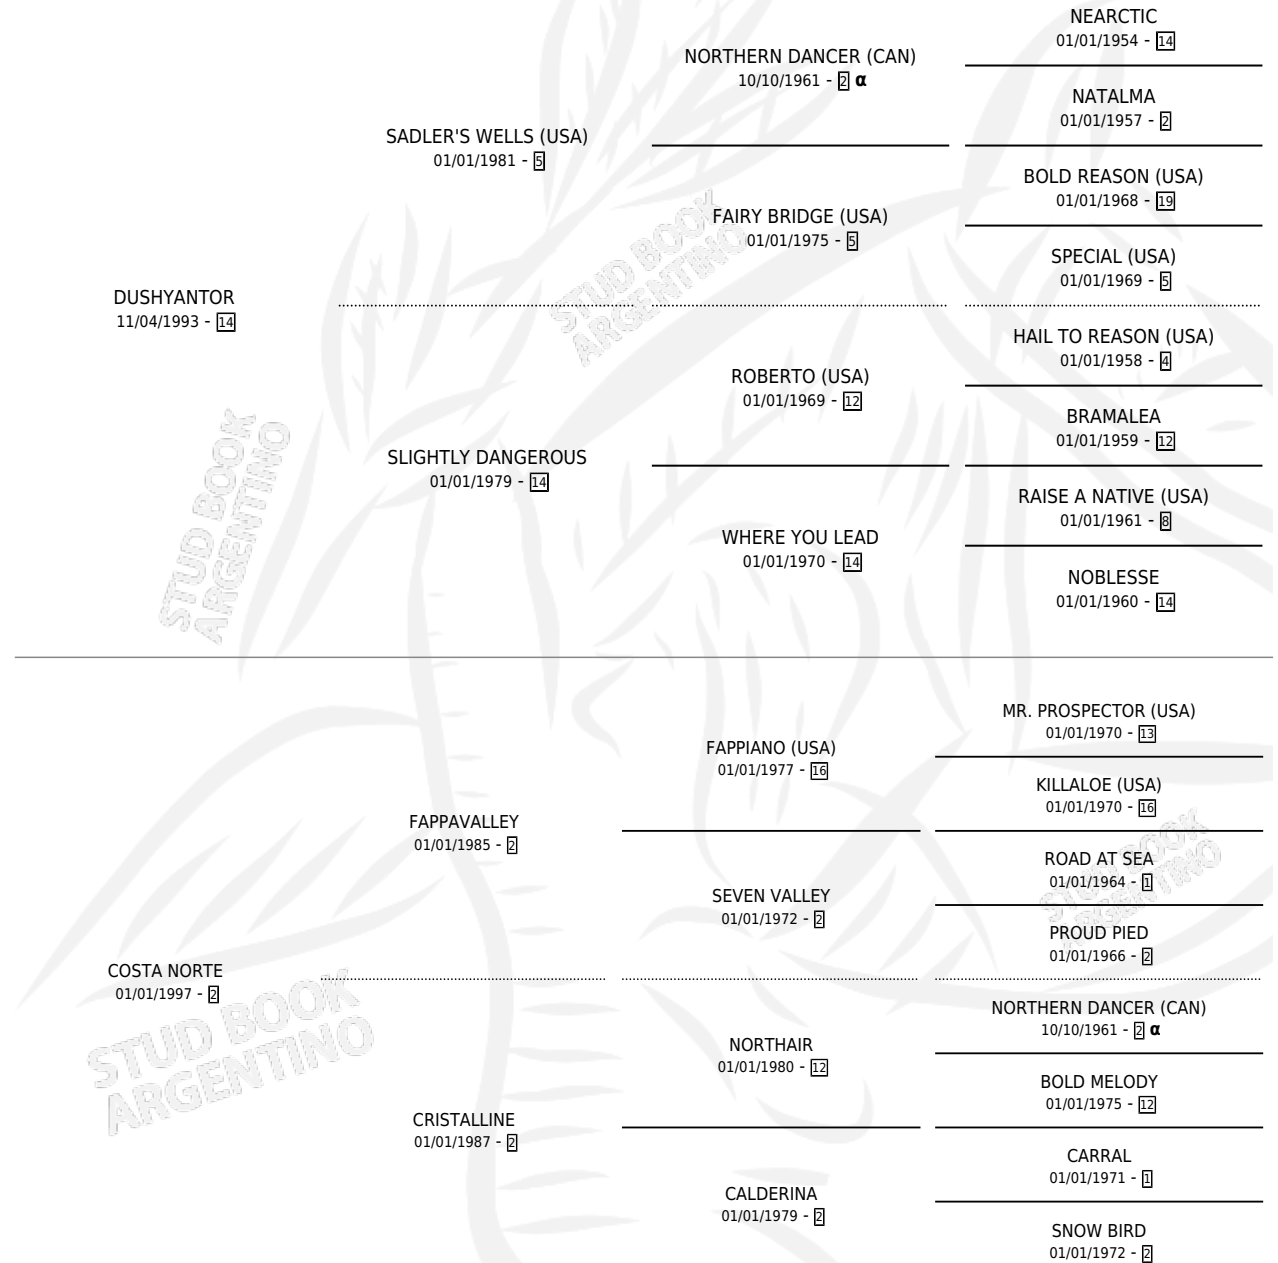 NEARCTIC
01/01/1954 - 14
NORTHERN DANCER (CAN)
10/10/1961 - 2 α
NATALMA
01/01/1957 - 2
SADLER'S WELLS (USA)
01/01/1981 - 5
BOLD REASON (USA)
01/01/1968 - 19
FAIRY BRIDGE (USA)
01/01/1975 - 5
SPECIAL (USA)
01/01/1969 - 5
STUD BOOK
ARGENTINO
DUSHYANTOR
11/04/1993 - 14
HAIL TO REASON (USA)
01/01/1958 - 4
ROBERTO (USA)
01/01/1969 - 12
BRAMALEA
01/01/1959 - 12
SLIGHTLY DANGEROUS
01/01/1979 - 14
RAISE A NATIVE (USA)
01/01/1961 - 8
WHERE YOU LEAD
01/01/1970 - 14
NOBLESSE
01/01/1960 - 14
STUD BOOK
ARGENTINO
MR. PROSPECTOR (USA)
01/01/1970 - 13
FAPPIANO (USA)
01/01/1977 - 16
KILLALOE (USA)
01/01/1970 - 16
FAPPAVALLEY
01/01/1985 - 2
ROAD AT SEA
01/01/1964 - 1
SEVEN VALLEY
01/01/1972 - 2
PROUD PIED
01/01/1966 - 2
STUD BOOK
ARGENTINO
COSTA NORTE
01/01/1997 - 2
NORTHERN DANCER (CAN)
10/10/1961 - 2 α
NORTHAIR
01/01/1980 - 12
BOLD MELODY
01/01/1975 - 12
STUD BOOK
ARGENTINO
CRISTALLINE
01/01/1987 - 2
CARRAL
01/01/1971 - 1
CALDERINA
01/01/1979 - 2
SNOW BIRD
01/01/1972 - 2